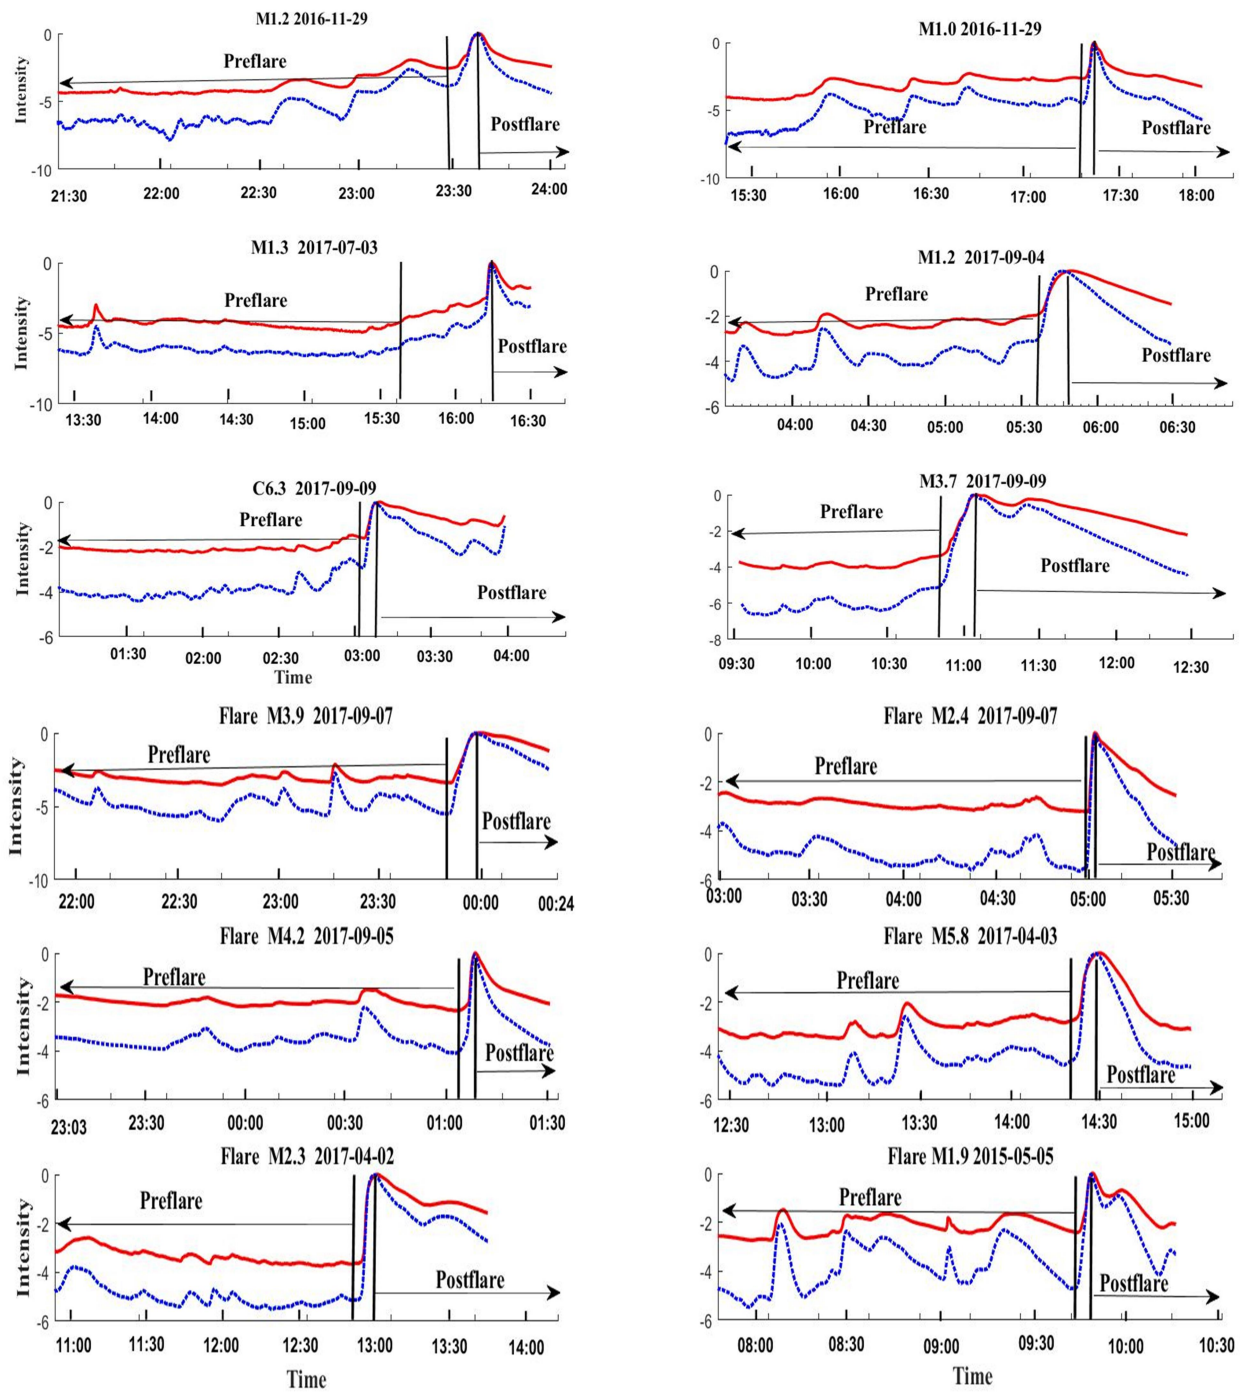 M1.2 2016-11-29
Intensity
0
-5
-10
Preflare
Postflare
21:30 22:00 22:30 23:00 23:30 24:00
M1.0 2016-11-29
0
-5
-10
Preflare
Postflare
15:30 16:00 16:30 17:00 17:30 18:00
M1.3 2017-07-03
Intensity
0
-5
-10
Preflare
Postflare
13:30 14:00 14:30 15:00 15:30 16:00 16:30
M1.2 2017-09-04
0
-2
-4
-6
Preflare
Postflare
04:00 04:30 05:00 05:30 06:00 06:30
C6.3 2017-09-09
Intensity
0
-2
-4
-6
Preflare
Postflare
01:30 02:00 02:30 03:00 03:30 04:00
Time
M3.7 2017-09-09
0
-2
-4
-6
-8
Preflare
Postflare
09:30 10:00 10:30 11:00 11:30 12:00 12:30
Flare M3.9 2017-09-07
Intensity
0
-5
-10
Preflare
Postflare
22:00 22:30 23:00 23:30 00:00 00:24
Flare M2.4 2017-09-07
0
-2
-4
-6
Preflare
Postflare
03:00 03:30 04:00 04:30 05:00 05:30
Flare M4.2 2017-09-05
Intensity
0
-2
-4
-6
Preflare
Postflare
23:03 23:30 00:00 00:30 01:00 01:30
Flare M5.8 2017-04-03
0
-2
-4
-6
Preflare
Postflare
12:30 13:00 13:30 14:00 14:30 15:00
Flare M2.3 2017-04-02
Intensity
0
-2
-4
-6
Preflare
Postflare
11:00 11:30 12:00 12:30 13:00 13:30 14:00
Time
Flare M1.9 2015-05-05
0
-2
-4
-6
Preflare
Postflare
08:00 08:30 09:00 09:30 10:00 10:30
Time